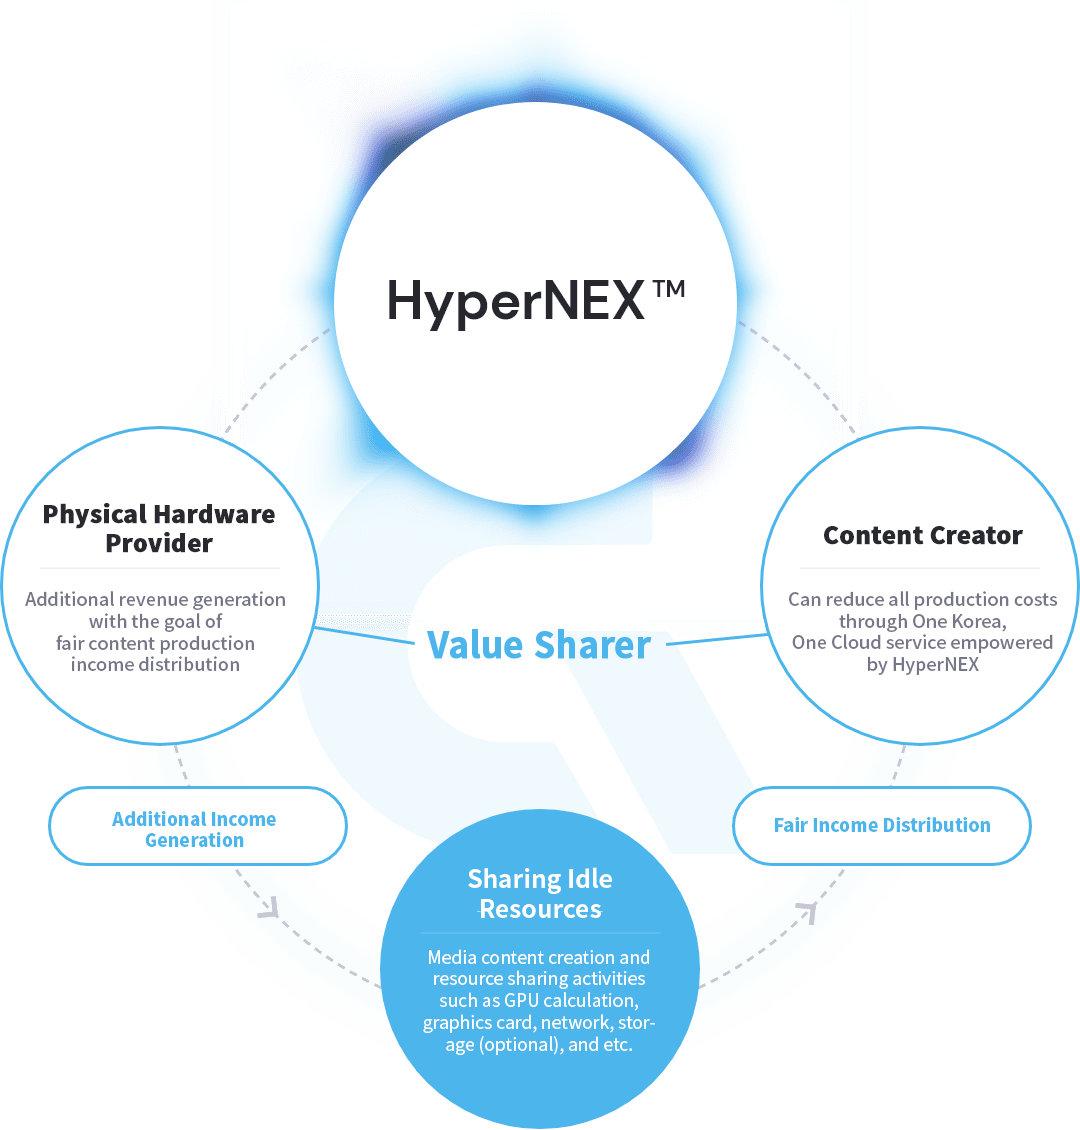 HyperNEX™
Physical Hardware
Provider
Additional revenue generation
with the goal of
fair content production
income distribution
Value Sharer
Content Creator
Can reduce all production costs
through One Korea,
One Cloud service empowered
by HyperNEX
Additional Income
Generation
Fair Income Distribution
Sharing Idle
Resources
Media content creation and
resource sharing activities
such as GPU calculation,
graphics card, network, stor-
age (optional), and etc.